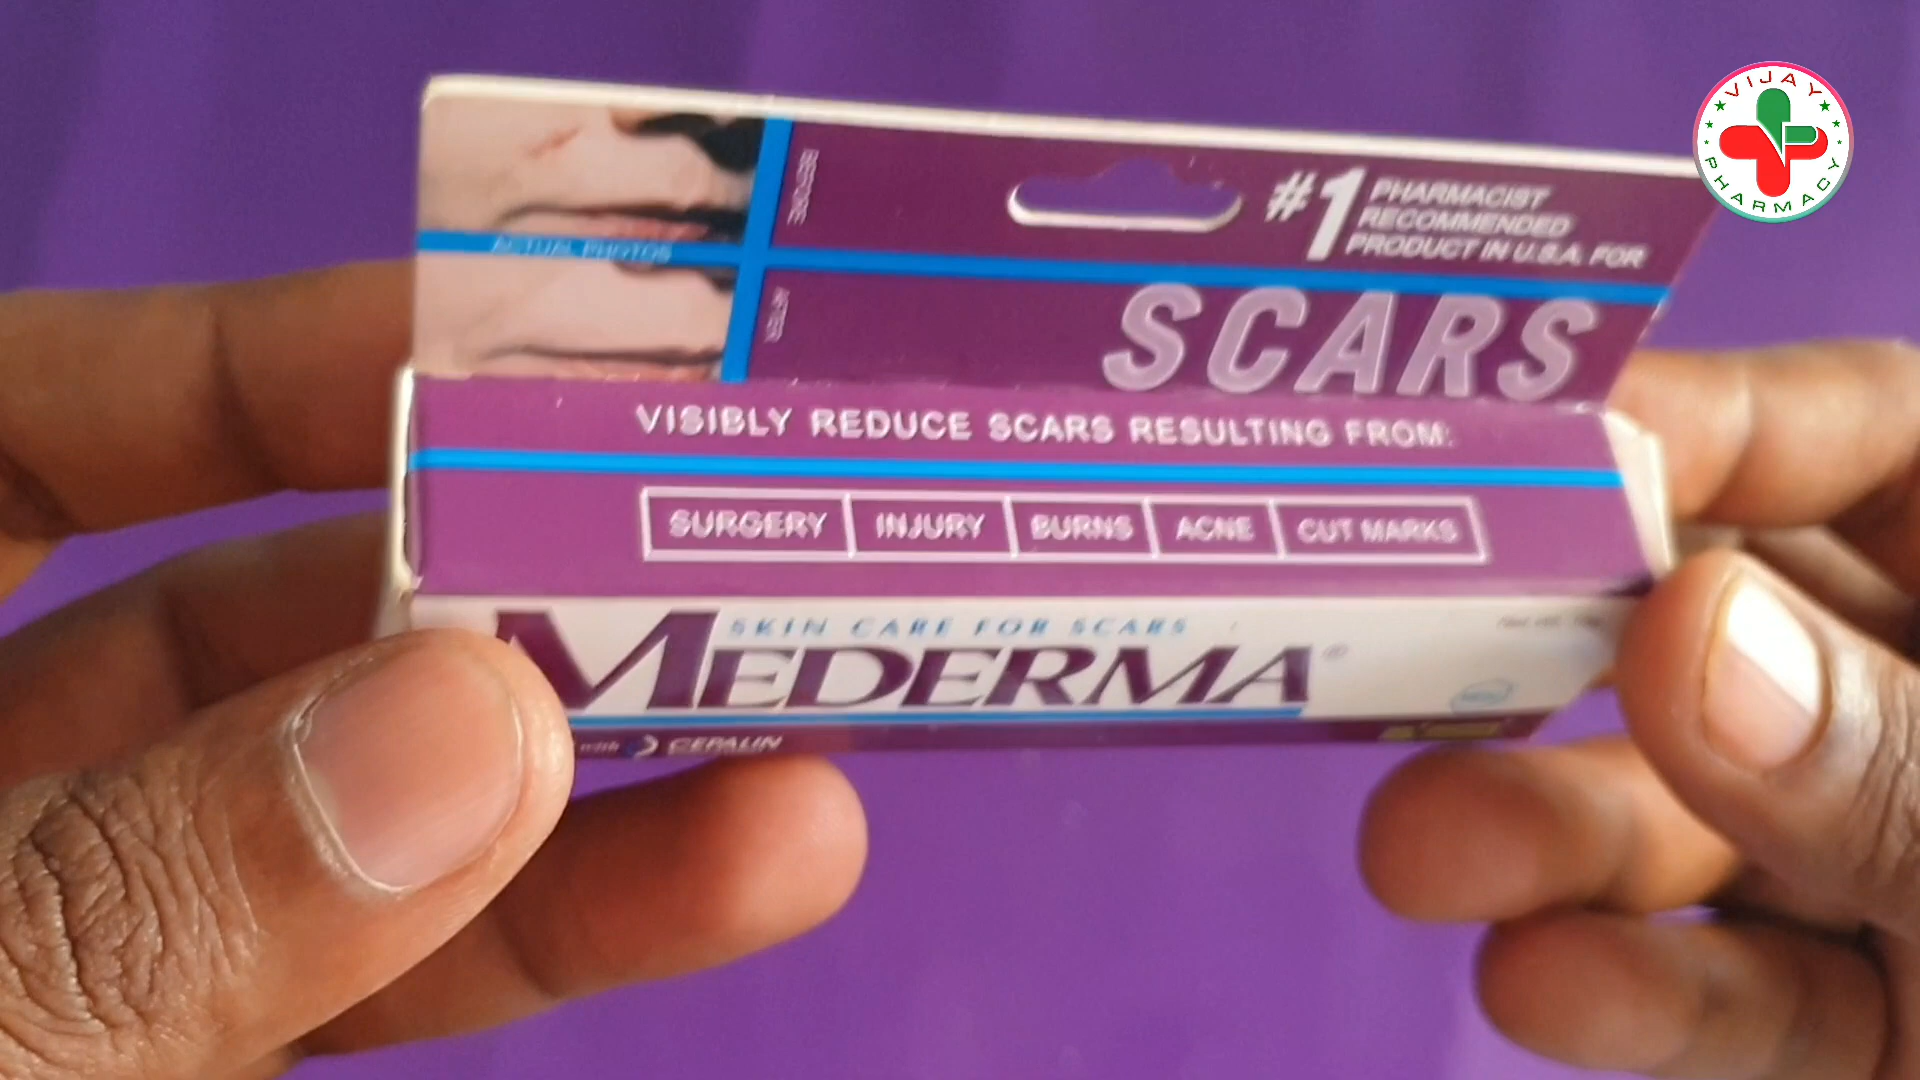 VIJAY
PHARMACY
BEFORE
#1 PHARMACIST
RECOMMENDED
PRODUCT IN U.S.A. FOR
ACTUAL PHOTOS
AFTER
SCARS
VISIBLY REDUCE SCARS RESULTING FROM:
SURGERY INJURY BURNS ACNE CUT MARKS
SKIN CARE FOR SCARS
MEDERMA®
with CEPALIN